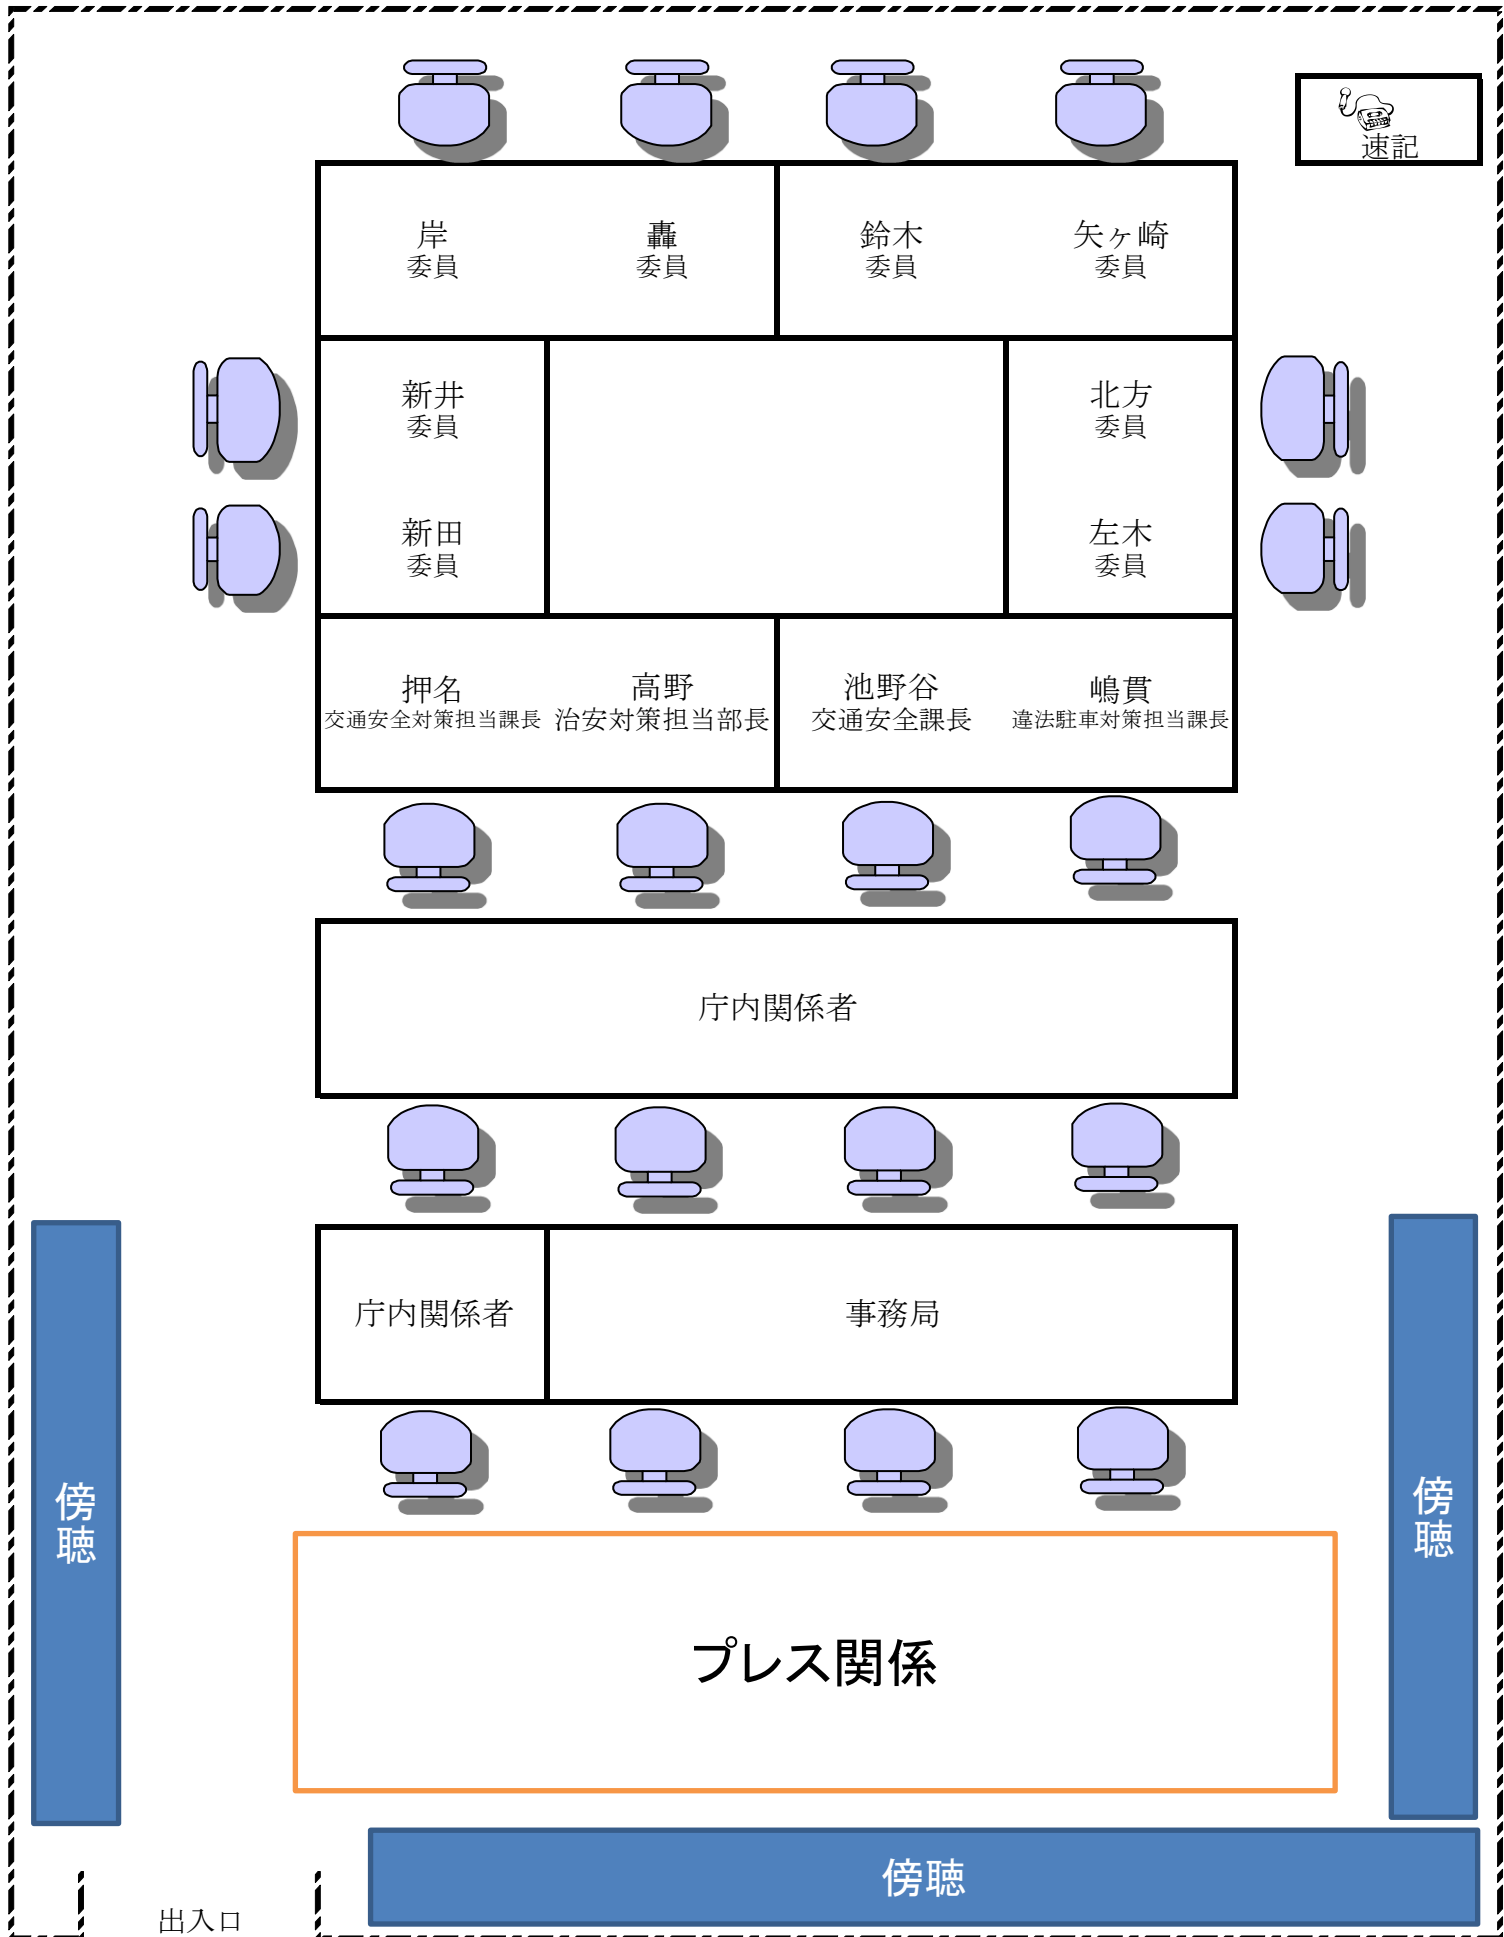 速記
岸
委員
轟
委員
鈴木
委員
矢ヶ崎
委員
新井
委員
北方
委員
新田
委員
左木
委員
押名
交通安全対策担当課長
高野
治安対策担当部長
池野谷
交通安全課長
嶋貫
違法駐車対策担当課長
庁内関係者
庁内関係者
事務局
傍聴
傍聴
プレス関係
傍聴
出入口